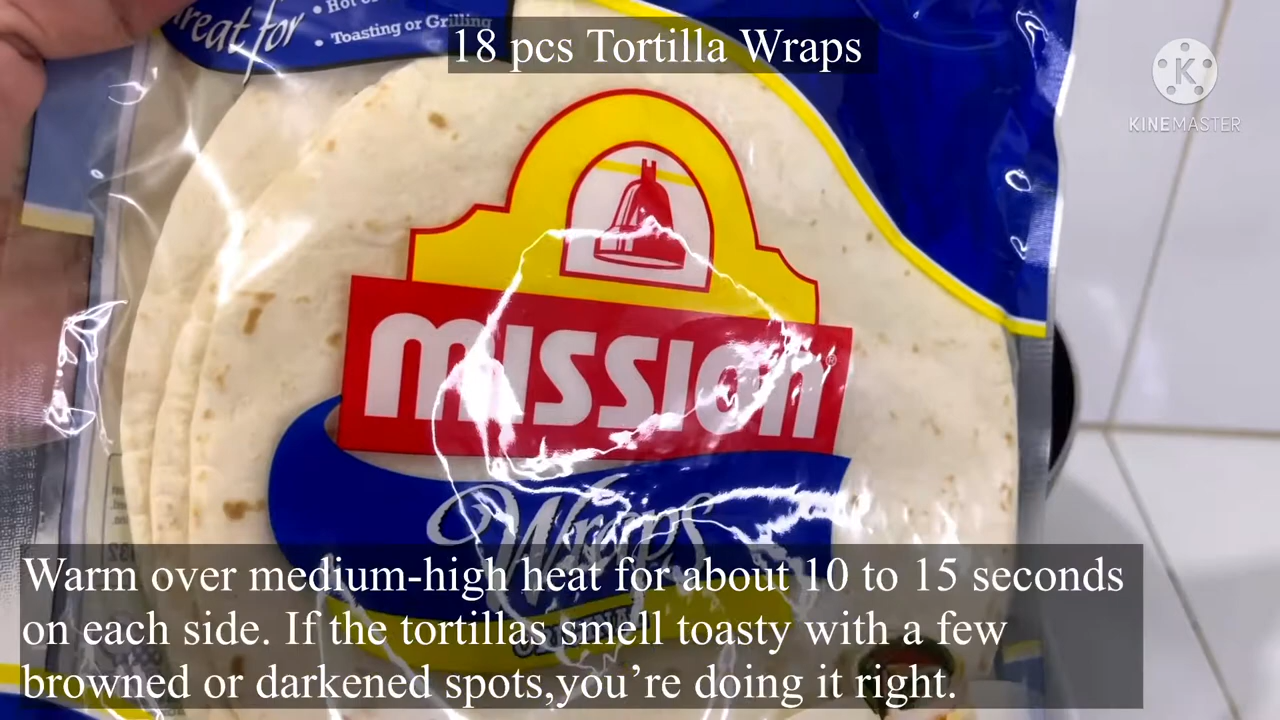 reat for
• Hot
• Toasting or Grilling
18 pcs Tortilla Wraps
K
KINEMASTER
mission®
Wraps
Warm over medium-high heat for about 10 to 15 seconds
on each side. If the tortillas smell toasty with a few
browned or darkened spots,you’re doing it right.